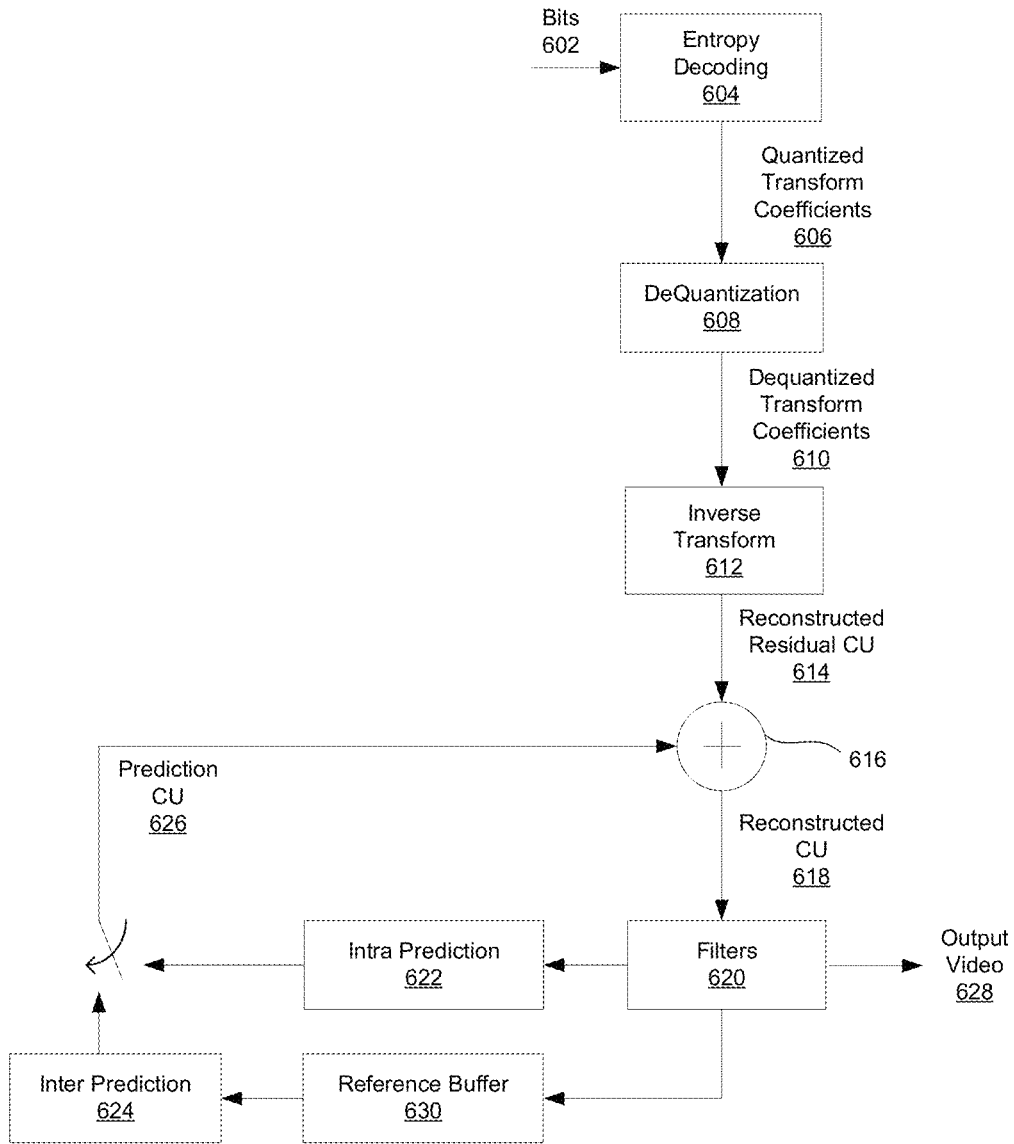 Bits
602
Entropy
Decoding
604
Quantized
Transform
Coefficients
606
DeQuantization
608
Dequantized
Transform
Coefficients
610
Inverse
Transform
612
Reconstructed
Residual CU
614
616
Prediction
CU
626
Reconstructed
CU
618
Intra Prediction
622
Filters
620
Output
Video
628
Inter Prediction
624
Reference Buffer
630